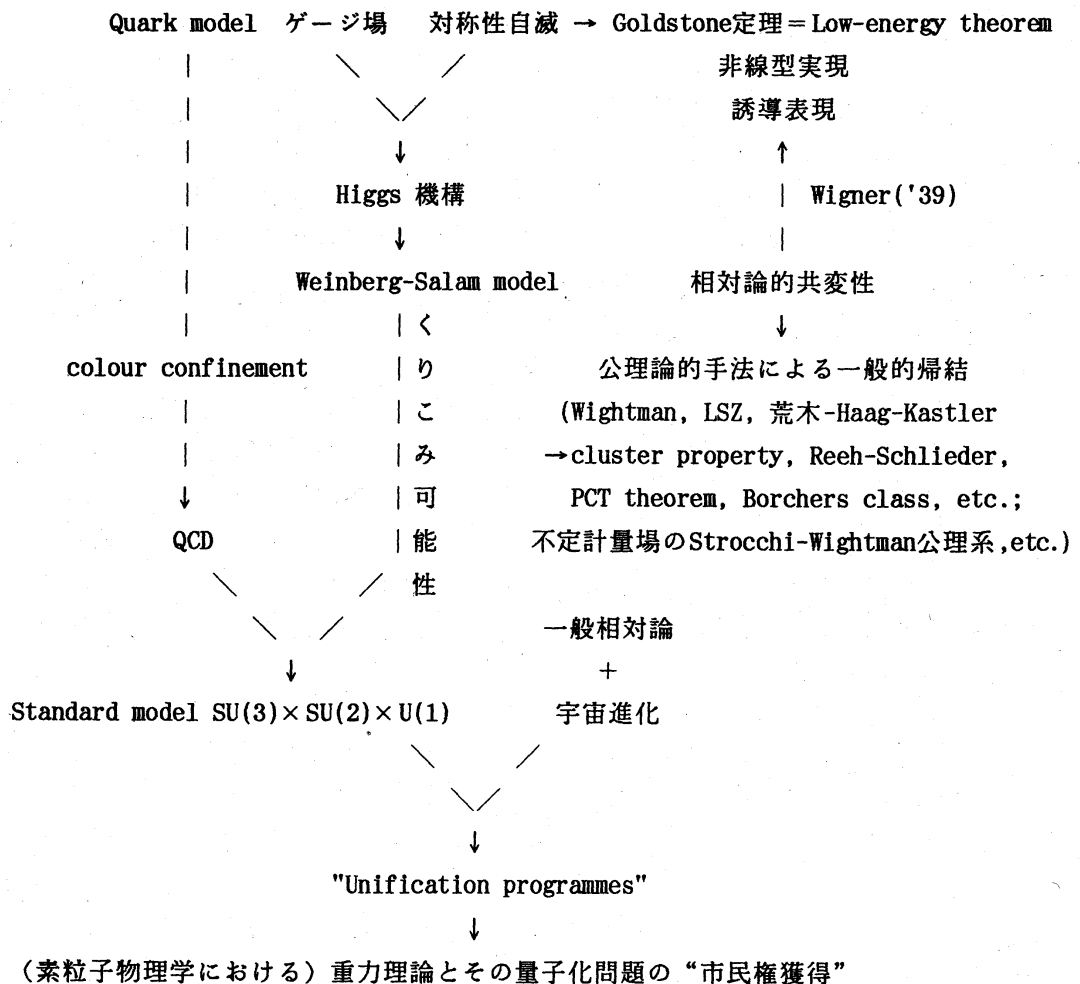 Quark model ゲージ場 対称性自滅 → Goldstone定理＝Low-energy theorem
非線型実現
誘導表現
Higgs 機構
Wigner('39)
Weinberg-Salam model
相対論的共変性
くりこみ可能性
colour confinement
公理論的手法による一般的帰結
(Wightman, LSZ, 荒木-Haag-Kastler
→cluster property, Reeh-Schlieder,
PCT theorem, Borchers class, etc.;
QCD
不定計量場のStrocchi-Wightman公理系,etc.)
一般相対論
＋
Standard model SU(3)×SU(2)×U(1)
宇宙進化
"Unification programmes"
（素粒子物理学における）重力理論とその量子化問題の“市民権獲得”